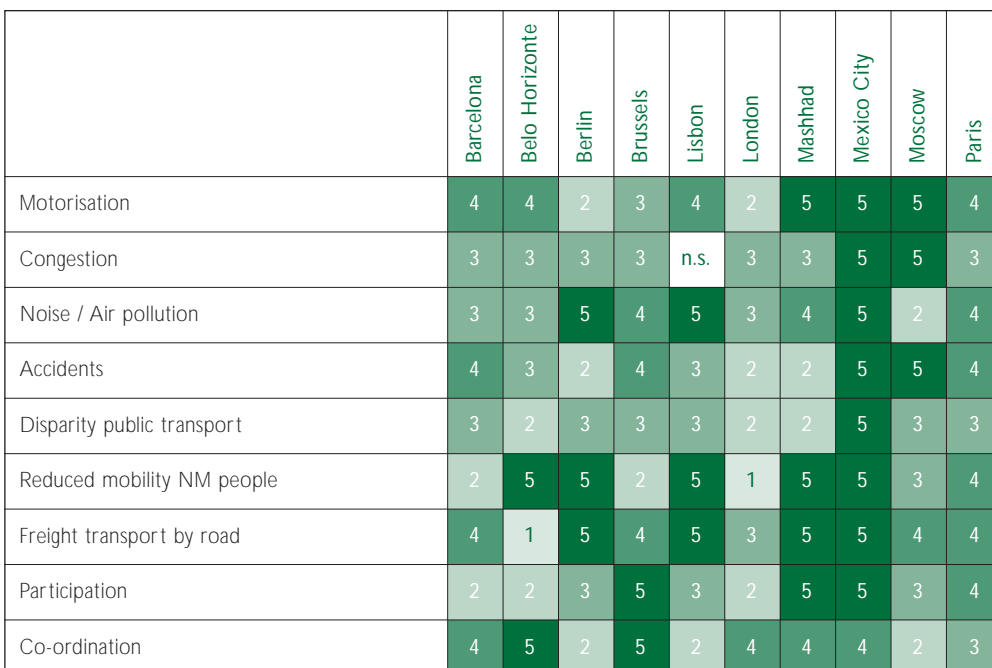 Barcelona Belo Horizonte Berlin Brussels Lisbon London Mashhad Mexico City Moscow Paris
Motorisation 4 4 2 3 4 2 5 5 5 4
Congestion 3 3 3 3 n.s. 3 3 5 5 3
Noise / Air pollution 3 3 5 4 5 3 4 5 2 4
Accidents 4 3 2 4 3 2 2 5 5 4
Disparity public transport 3 2 3 3 3 2 2 5 3 3
Reduced mobility NM people 2 5 5 2 5 1 5 5 3 4
Freight transport by road 4 1 5 4 5 3 5 5 4 4
Participation 2 2 3 5 3 2 5 5 3 4
Co-ordination 4 5 2 5 2 4 4 4 2 3